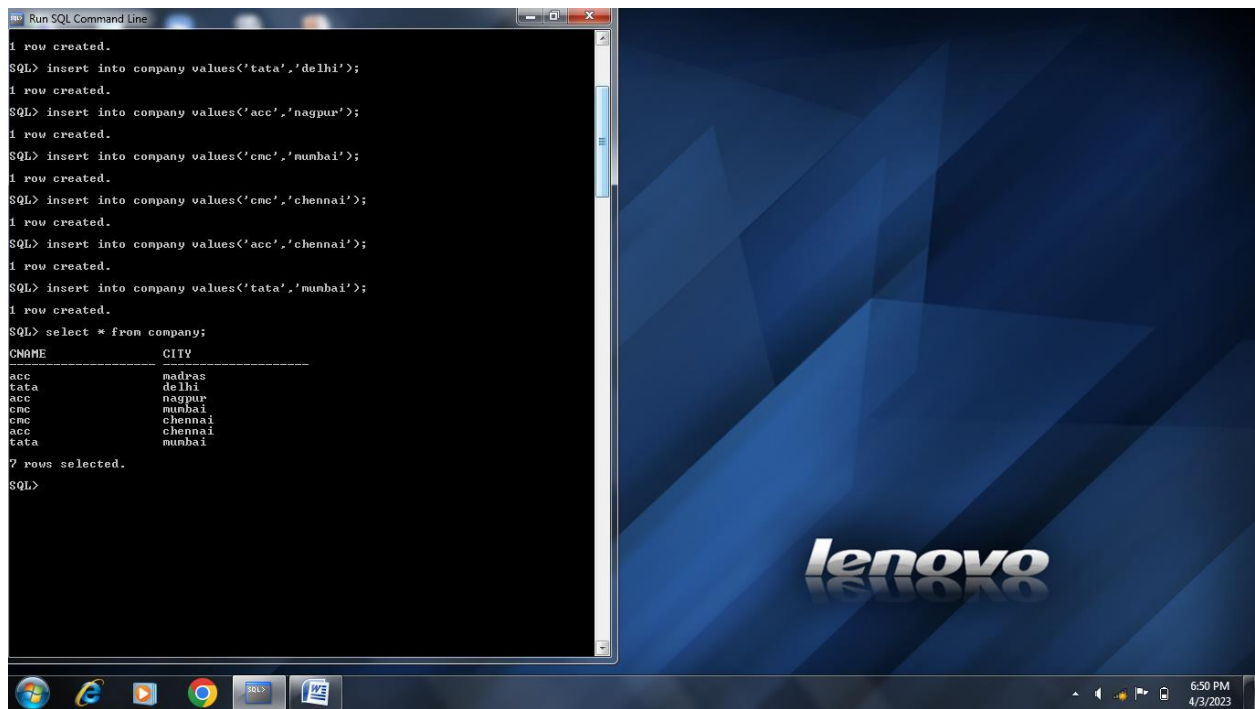 Run SQL Command Line
1 row created.
SQL> insert into company values('tata','delhi');
1 row created.
SQL> insert into company values('acc','nagpur');
1 row created.
SQL> insert into company values('cmc','mumbai');
1 row created.
SQL> insert into company values('cmc','chennai');
1 row created.
SQL> insert into company values('acc','chennai');
1 row created.
SQL> insert into company values('tata','mumbai');
1 row created.
SQL> select * from company;
CNAME CITY
-------------------- --------------------
acc madras
tata delhi
acc nagpur
cmc mumbai
cmc chennai
acc chennai
tata mumbai
7 rows selected.
SQL>
lenovo
SQL>
W
6:50 PM
4/3/2023